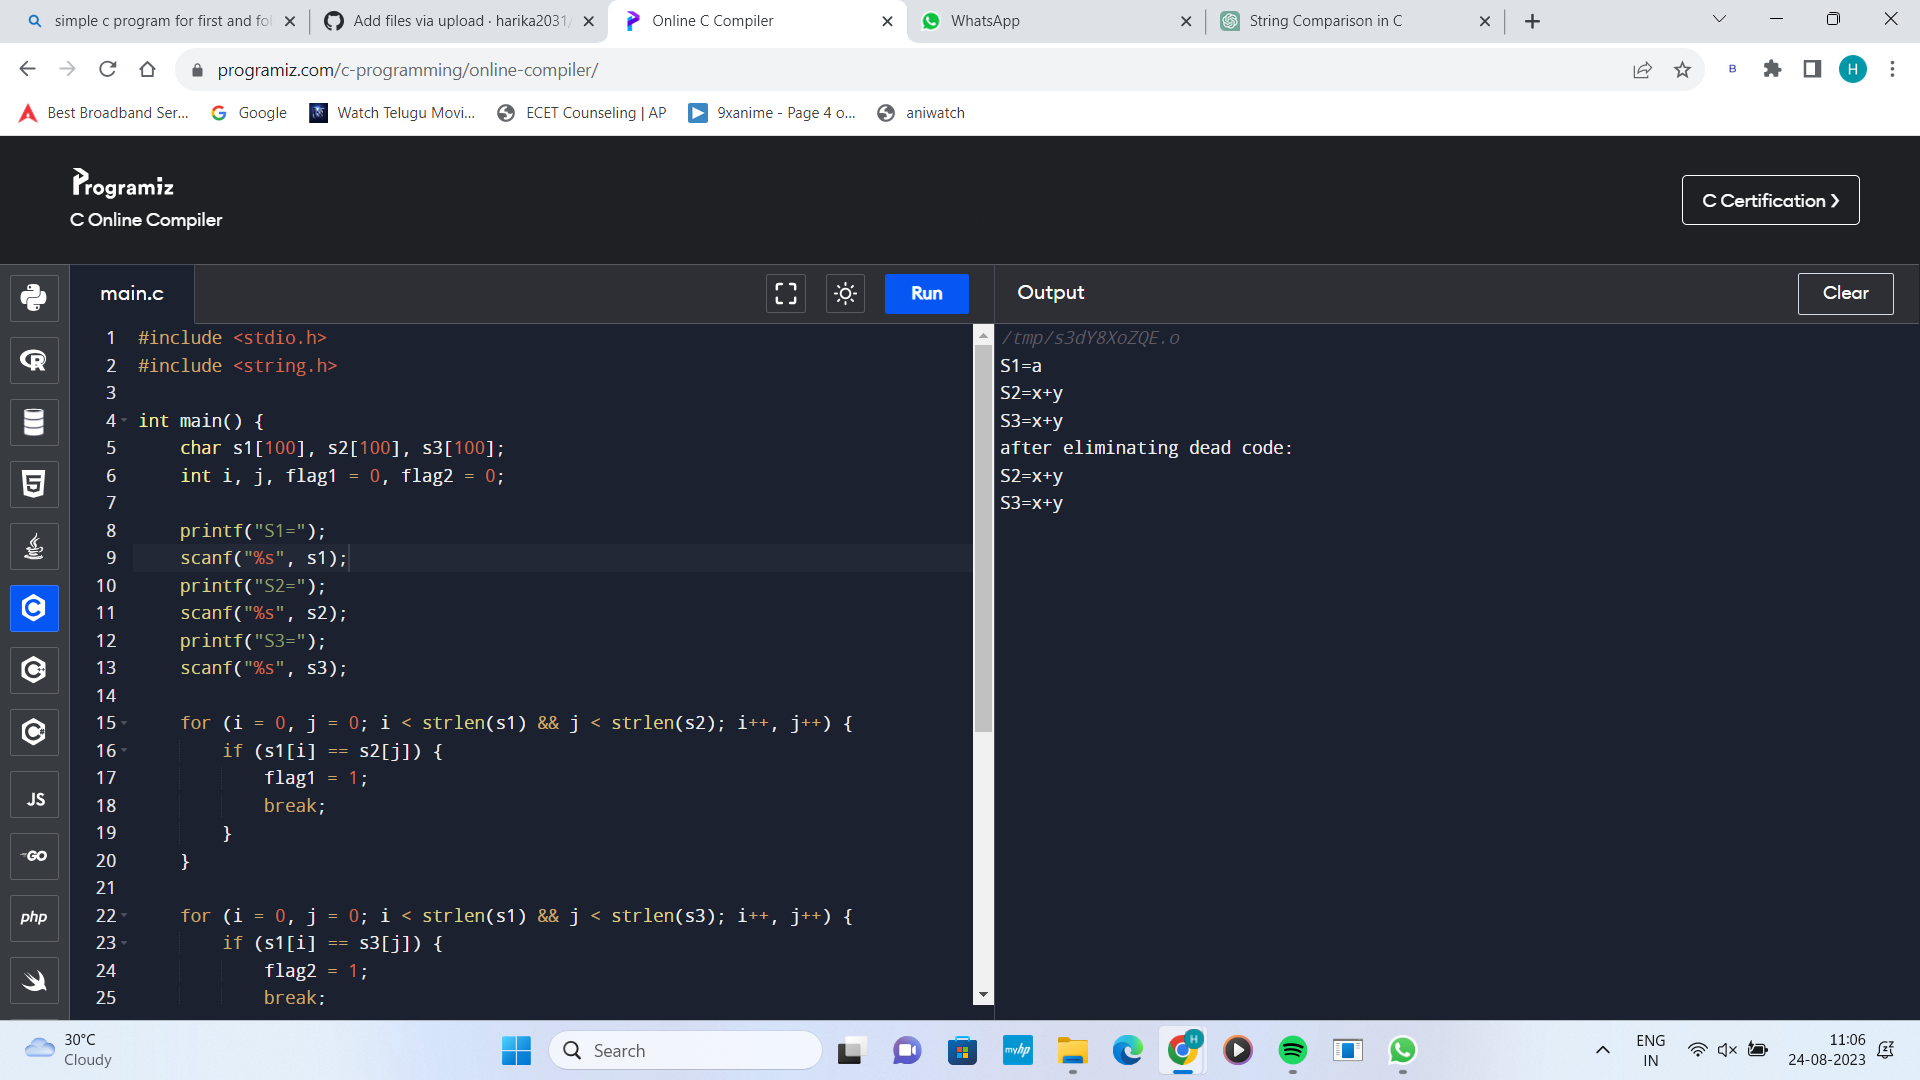 simple c program for first and fol
Add files via upload · harika2031/
Online C Compiler
WhatsApp
String Comparison in C
programiz.com/c-programming/online-compiler/
B
H
Best Broadband Ser...
Google
Watch Telugu Movi...
ECET Counseling | AP
9xanime - Page 4 o...
aniwatch
Programiz
C Online Compiler
C Certification ❯
main.c
Run
Output
Clear
1 #include <stdio.h>
2 #include <string.h>
3
4 int main() {
5 char s1[100], s2[100], s3[100];
6 int i, j, flag1 = 0, flag2 = 0;
7
8 printf("S1=");
9 scanf("%s", s1);
10 printf("S2=");
11 scanf("%s", s2);
12 printf("S3=");
13 scanf("%s", s3);
14
15 for (i = 0, j = 0; i < strlen(s1) && j < strlen(s2); i++, j++) {
16 if (s1[i] == s2[j]) {
17 flag1 = 1;
18 break;
19 }
20 }
21
22 for (i = 0, j = 0; i < strlen(s1) && j < strlen(s3); i++, j++) {
23 if (s1[i] == s3[j]) {
24 flag2 = 1;
25 break;
/tmp/s3dY8XoZQE.o
S1=a
S2=x+y
S3=x+y
after eliminating dead code:
S2=x+y
S3=x+y
JS
GO
php
30°C
Cloudy
Search
myhp
H
ENG
IN
11:06
24-08-2023